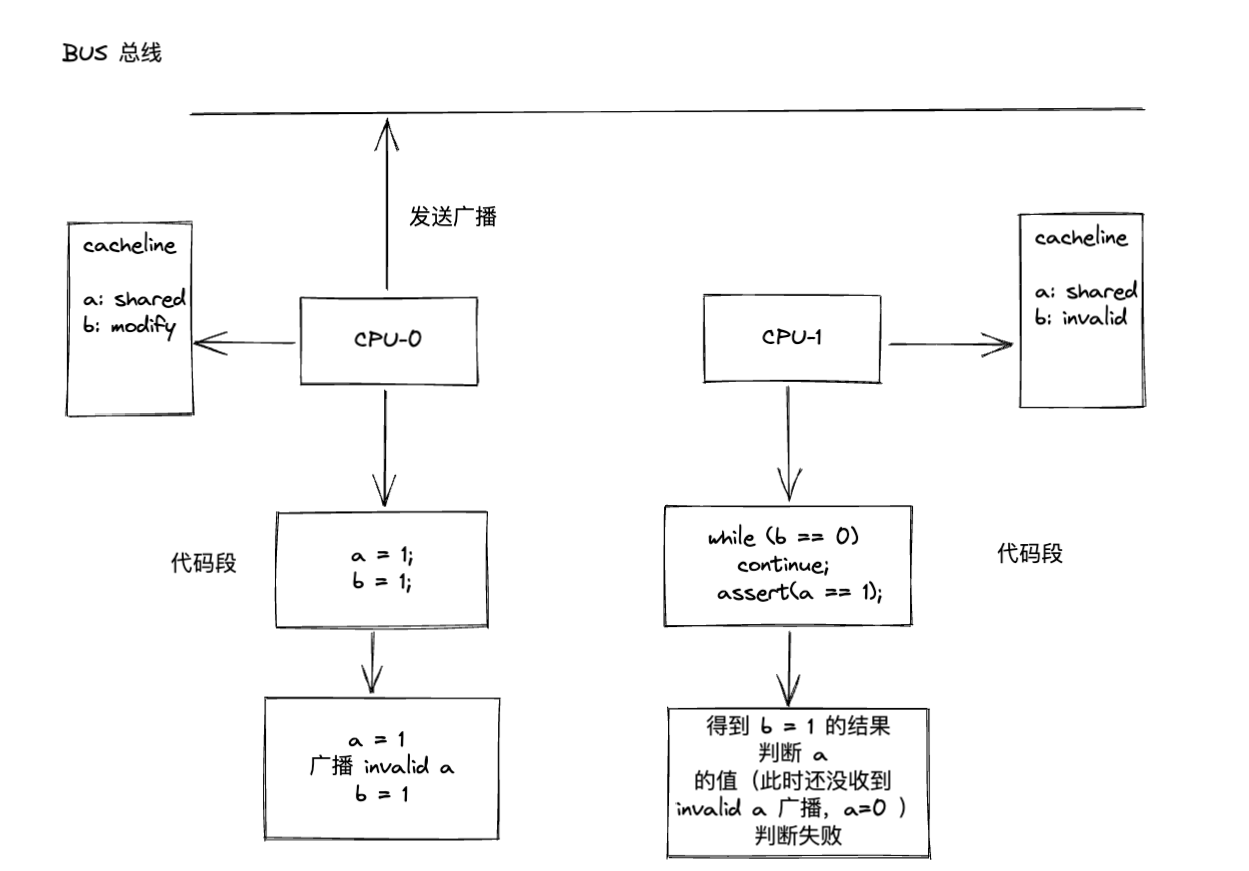 BUS 总线
发送广播
cacheline
a: shared
b: modify
CPU-0
CPU-1
cacheline
a: shared
b: invalid
代码段
a = 1;
b = 1;
while (b == 0)
continue;
assert(a == 1);
代码段
a = 1
广播 invalid a
b = 1
得到 b = 1 的结果
判断 a
的值（此时还没收到
invalid a 广播，a=0 ）
判断失败